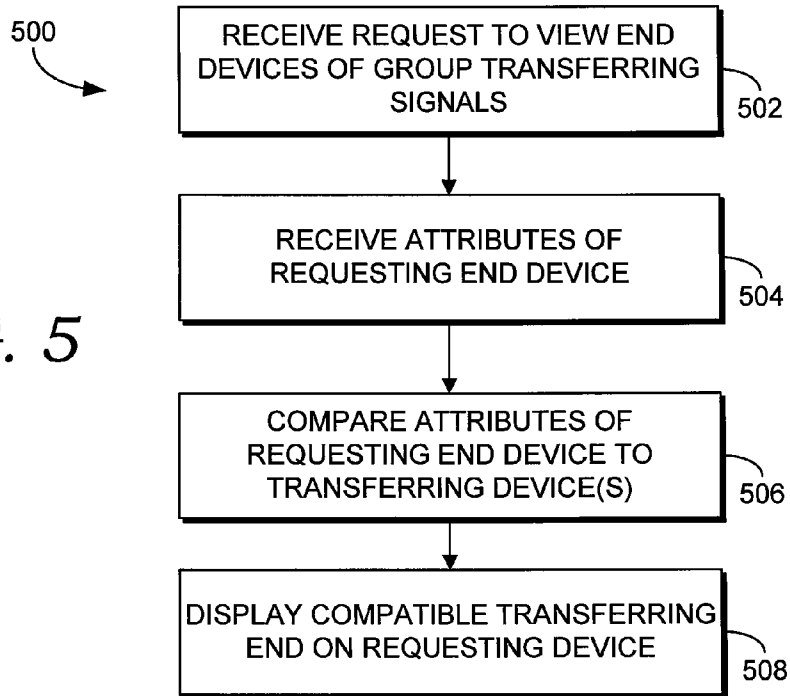 500
RECEIVE REQUEST TO VIEW END
DEVICES OF GROUP TRANSFERRING
SIGNALS
502
RECEIVE ATTRIBUTES OF
REQUESTING END DEVICE
504
. 5
COMPARE ATTRIBUTES OF
REQUESTING END DEVICE TO
TRANSFERRING DEVICE(S)
506
DISPLAY COMPATIBLE TRANSFERRING
END ON REQUESTING DEVICE
508